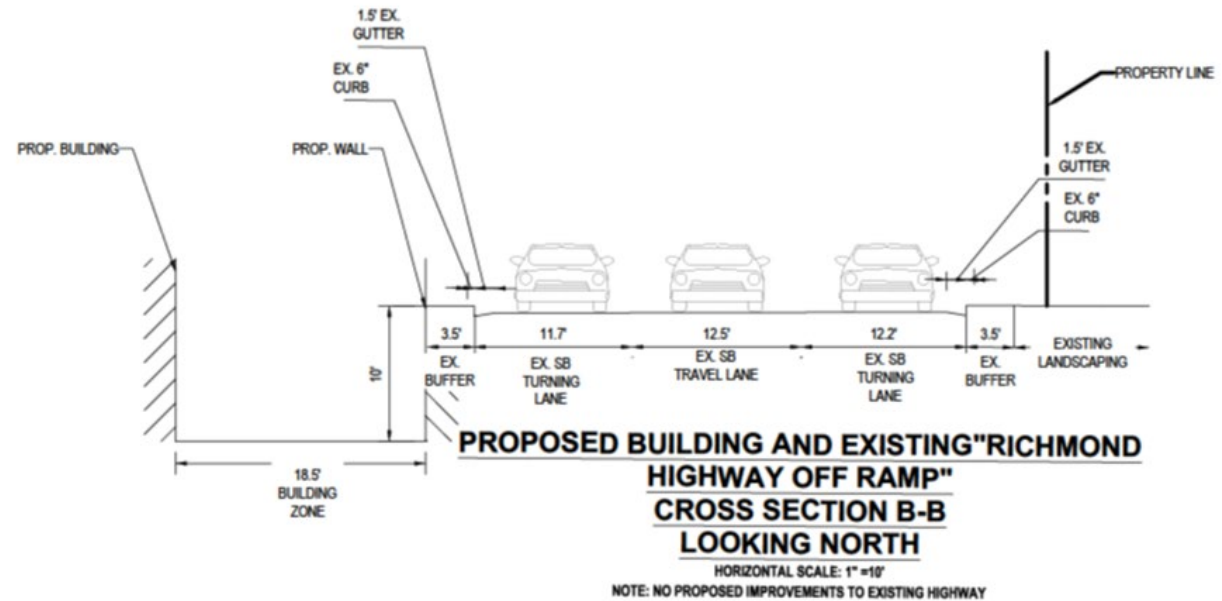 1.5' EX.
GUTTER
EX. 6"
CURB
PROP. BUILDING
PROP. WALL
PROPERTY LINE
1.5' EX.
GUTTER
EX. 6"
CURB
10'
3.5'
EX.
BUFFER
11.7'
EX. SB
TURNING
LANE
12.5'
EX. SB
TRAVEL LANE
12.2'
EX. SB
TURNING
LANE
3.5'
EX.
BUFFER
EXISTING
LANDSCAPING
18.5'
BUILDING
ZONE
PROPOSED BUILDING AND EXISTING"RICHMOND
HIGHWAY OFF RAMP"
CROSS SECTION B-B
LOOKING NORTH
HORIZONTAL SCALE: 1" =10'
NOTE: NO PROPOSED IMPROVEMENTS TO EXISTING HIGHWAY